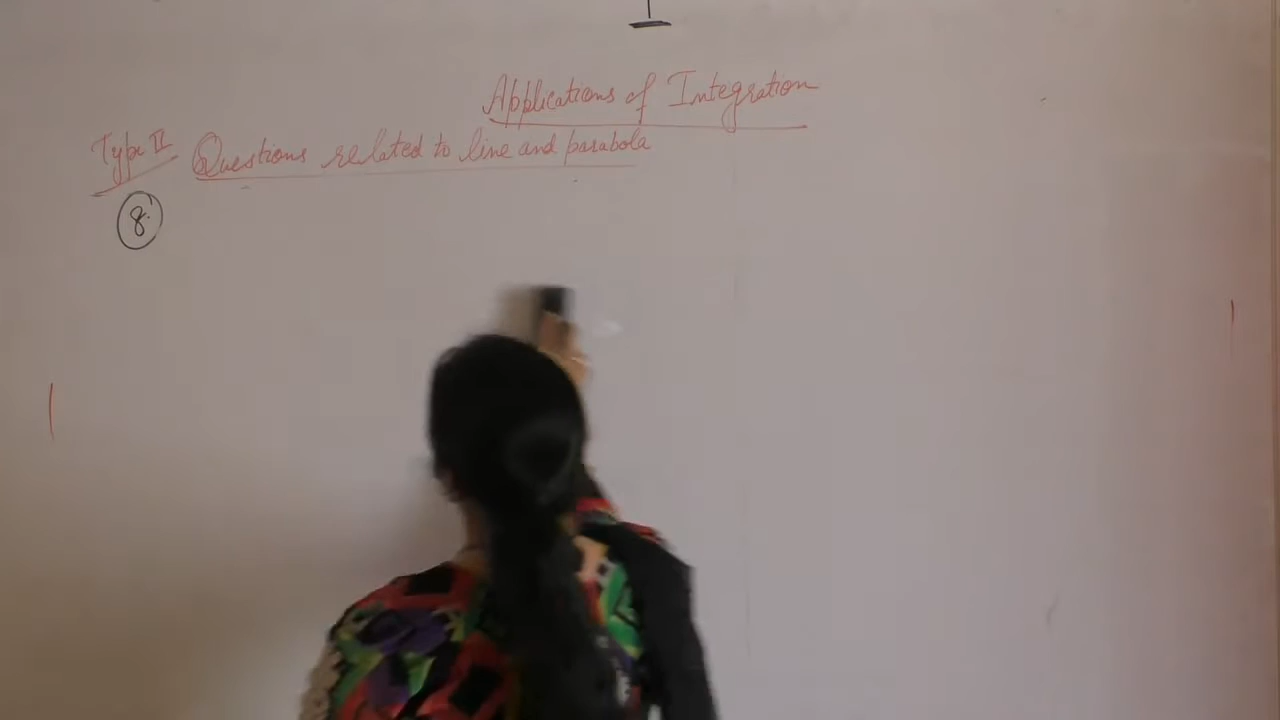 Applications of Integration
Type II Questions related to line and parabola
8.